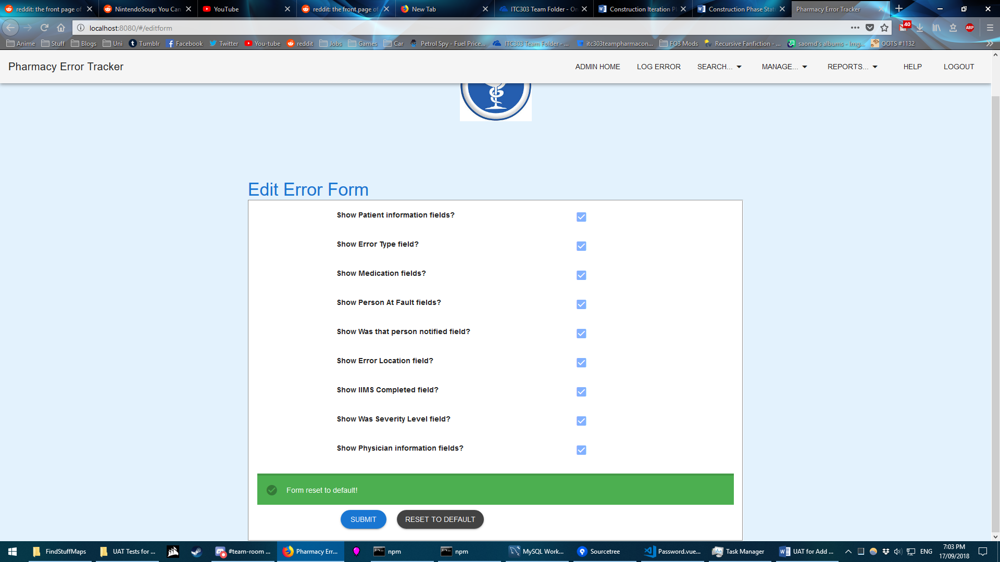 reddit: the front page of
NintendoSoup: You Can
YouTube
reddit: the front page of
New Tab
ITC303 Team Folder - On
Construction Iteration P
Construction Phase Stat
Pharmacy Error Tracker
localhost:8080/#/editform
40
ABP
Anime
Stuff
Blogs
Uni
Tumblr
Facebook
Twitter
You-tube
reddit
Jobs
Games
Car
Petrol Spy - Fuel Price...
ITC303 Team Folder - ...
itc303teampharmacon...
FO3 Mods
Recursive Fanfiction - ...
saomd's albums - Img...
OOTS #1132
Pharmacy Error Tracker
ADMIN HOME
LOG ERROR
SEARCH...
MANAGE...
REPORTS...
HELP
LOGOUT
Edit Error Form
Show Patient information fields?
Show Error Type field?
Show Medication fields?
Show Person At Fault fields?
Show Was that person notified field?
Show Error Location field?
Show IIMS Completed field?
Show Was Severity Level field?
Show Physician information fields?
Form reset to default!
SUBMIT
RESET TO DEFAULT
FindStuffMaps
UAT Tests for ...
#team-room ...
Pharmacy Err...
npm
npm
MySQL Work...
Sourcetree
Password.vue...
Task Manager
UAT for Add ...
ENG
7:03 PM
17/09/2018